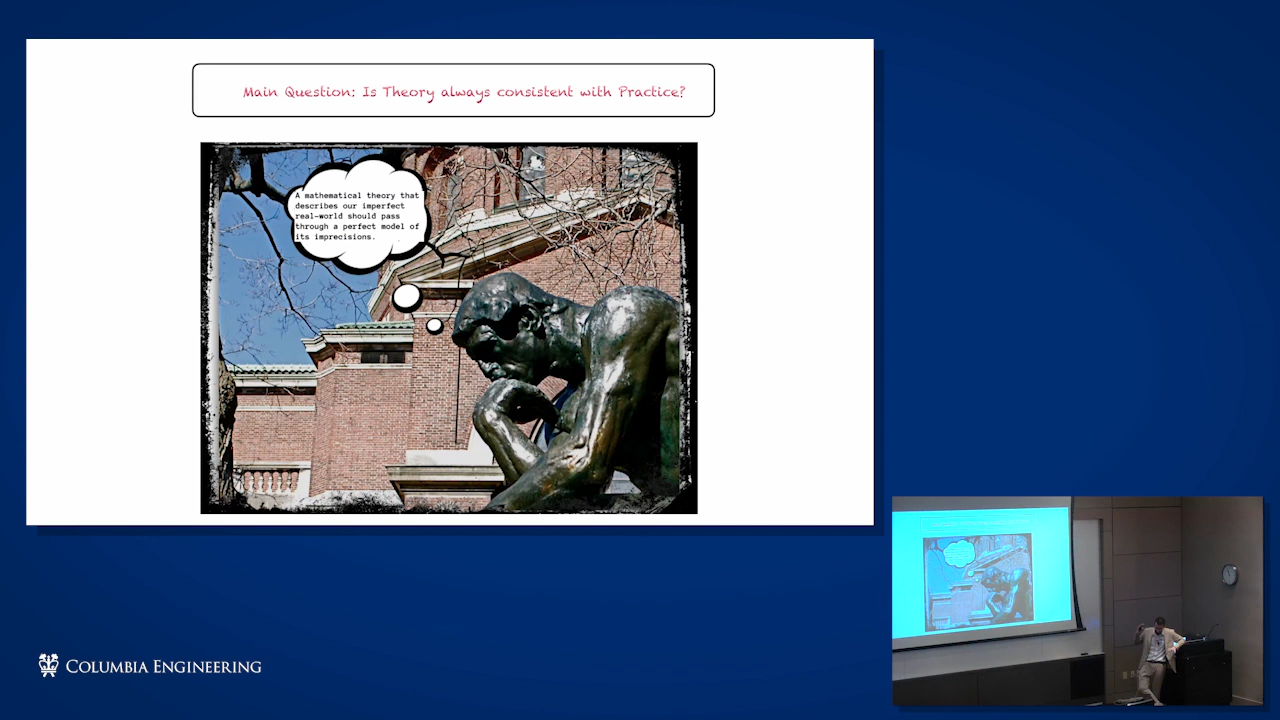 Main Question: Is Theory always consistent with Practice?
A mathematical theory that
describes our imperfect
real-world should pass
through a perfect model of
its imprecisions.
COLUMBIA ENGINEERING